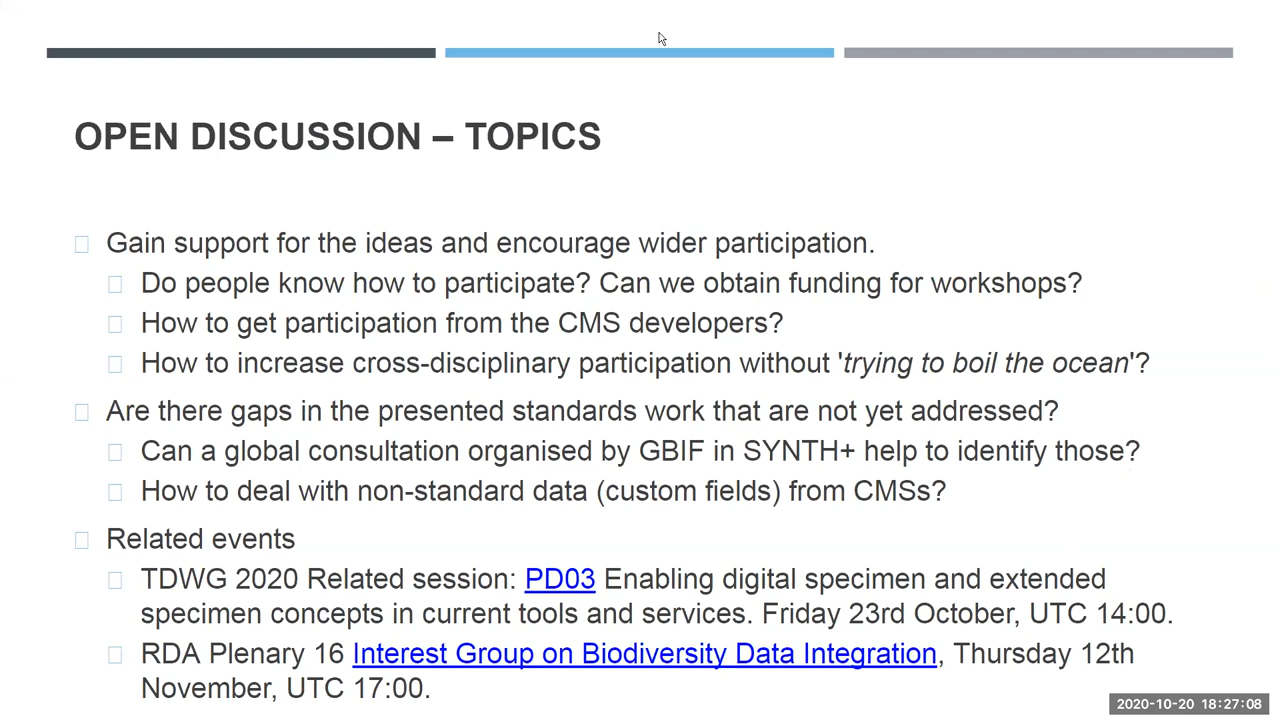 OPEN DISCUSSION – TOPICS
Gain support for the ideas and encourage wider participation.
Do people know how to participate? Can we obtain funding for workshops?
How to get participation from the CMS developers?
How to increase cross-disciplinary participation without 'trying to boil the ocean'?
Are there gaps in the presented standards work that are not yet addressed?
Can a global consultation organised by GBIF in SYNTH+ help to identify those?
How to deal with non-standard data (custom fields) from CMSs?
Related events
TDWG 2020 Related session: PD03 Enabling digital specimen and extended
specimen concepts in current tools and services. Friday 23rd October, UTC 14:00.
RDA Plenary 16 Interest Group on Biodiversity Data Integration, Thursday 12th
November, UTC 17:00.
2020-10-20 18:27:08